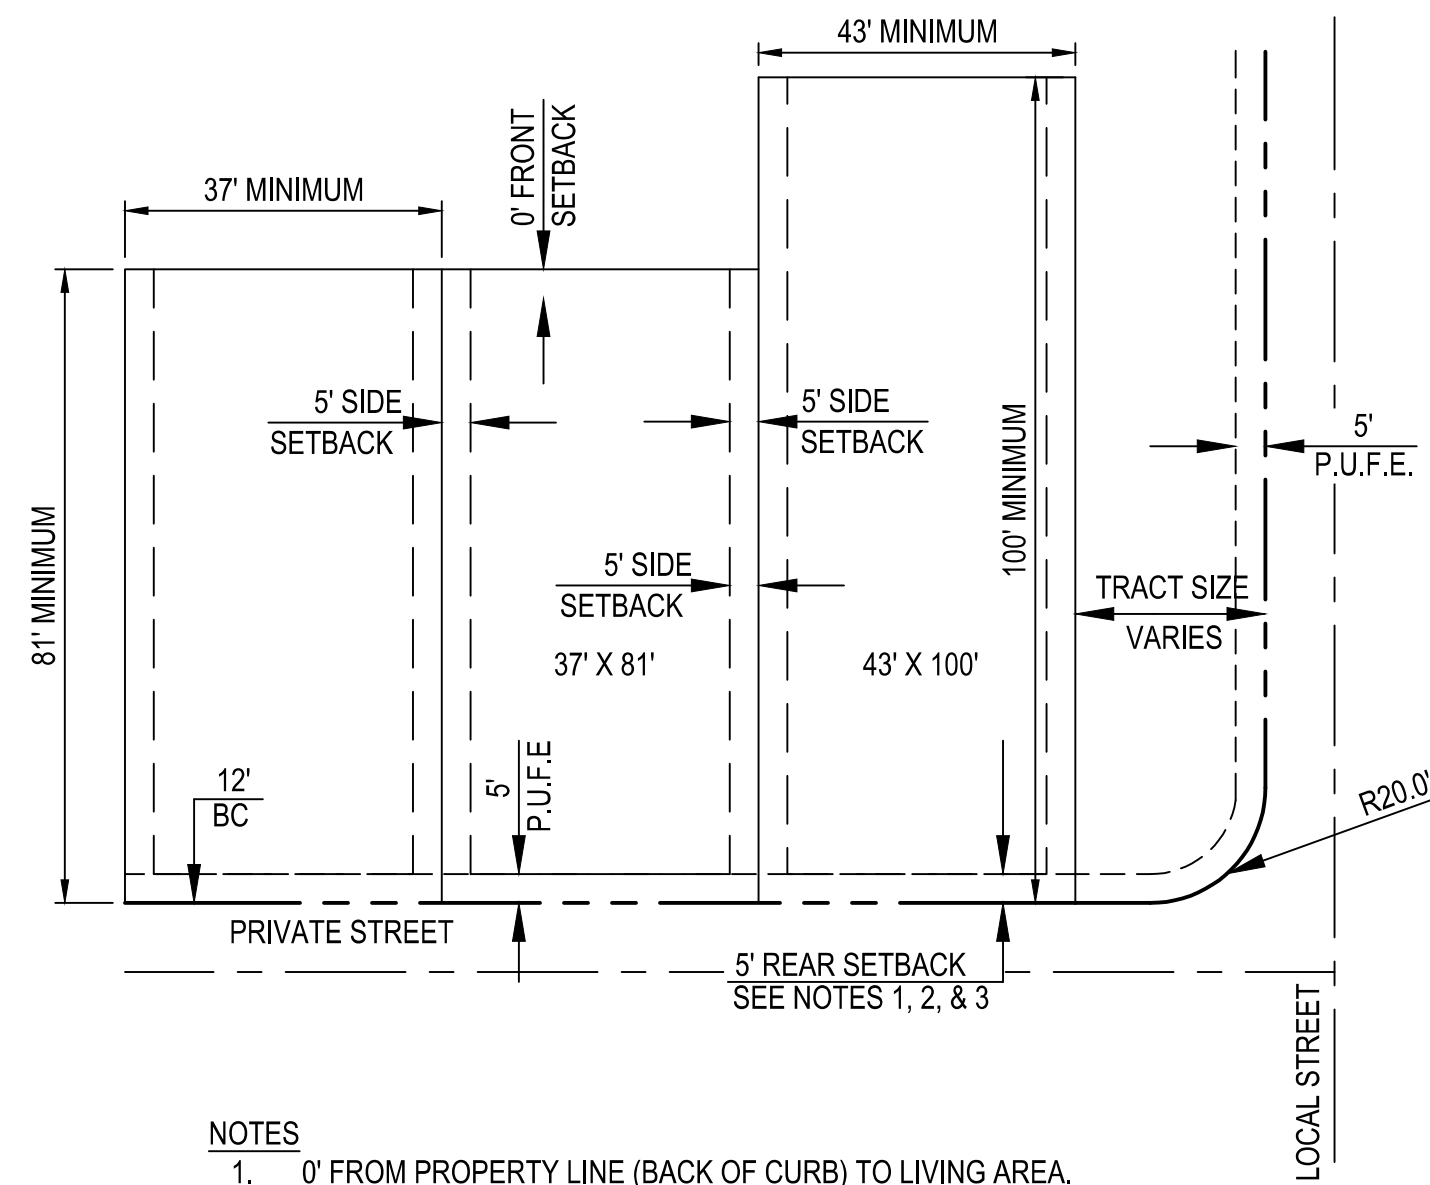 43' MINIMUM
0' FRONT
SETBACK
37' MINIMUM
5' SIDE
SETBACK
5' SIDE
SETBACK
5'
P.U.F.E.
81' MINIMUM
100' MINIMUM
5' SIDE
SETBACK
TRACT SIZE
VARIES
37' X 81'
43' X 100'
12'
BC
5'
P.U.F.E
R20.0'
PRIVATE STREET
5' REAR SETBACK
SEE NOTES 1, 2, & 3
LOCAL STREET
NOTES
1. 0' FROM PROPERTY LINE (BACK OF CURB) TO LIVING AREA.